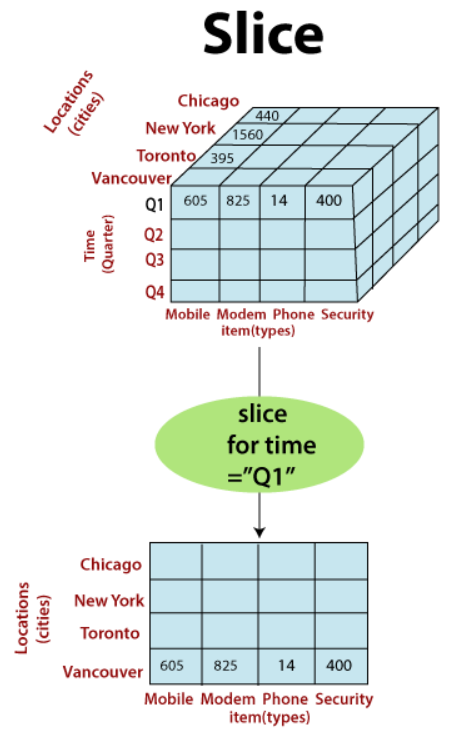 Slice
Locations
(cities)
Chicago
440
New York
1560
Toronto
395
Vancouver
Time
(Quarter)
Q1
605 825 14 400
Q2
Q3
Q4
Mobile Modem Phone Security
item(types)
slice
for time
="Q1"
Locations
(cities)
Chicago
New York
Toronto
Vancouver
605 825 14 400
Mobile Modem Phone Security
item(types)